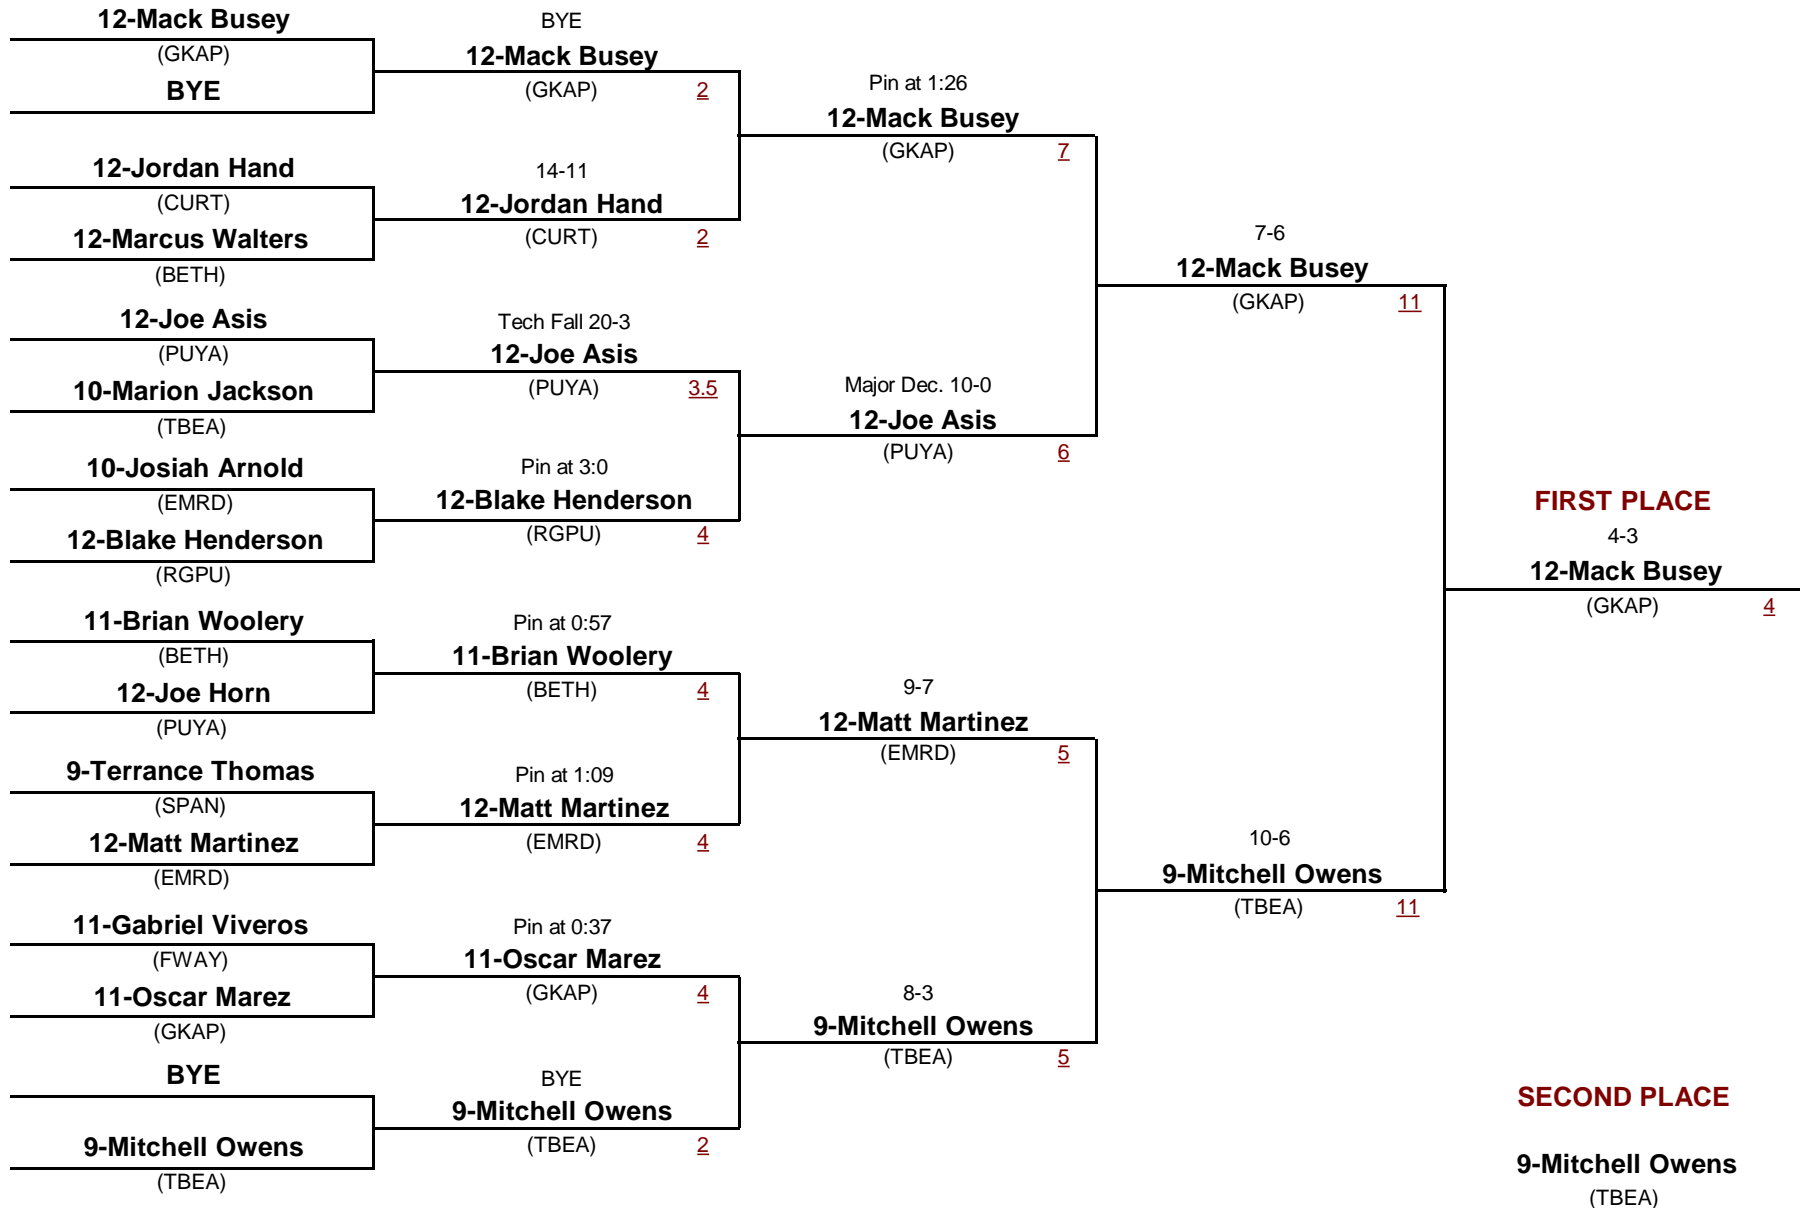 12-Mack Busey
(GKAP)
BYE
12-Jordan Hand
(CURT)
12-Marcus Walters
(BETH)
12-Joe Asis
(PUYA)
10-Marion Jackson
(TBEA)
10-Josiah Arnold
(EMRD)
12-Blake Henderson
(RGPU)
11-Brian Woolery
(BETH)
12-Joe Horn
(PUYA)
9-Terrance Thomas
(SPAN)
12-Matt Martinez
(EMRD)
11-Gabriel Viveros
(FWAY)
11-Oscar Marez
(GKAP)
BYE
9-Mitchell Owens
(TBEA)
BYE
12-Mack Busey
(GKAP) 2
14-11
12-Jordan Hand
(CURT) 2
Tech Fall 20-3
12-Joe Asis
(PUYA) 3.5
Pin at 3:0
12-Blake Henderson
(RGPU) 4
Pin at 0:57
11-Brian Woolery
(BETH) 4
Pin at 1:09
12-Matt Martinez
(EMRD) 4
Pin at 0:37
11-Oscar Marez
(GKAP) 4
BYE
9-Mitchell Owens
(TBEA) 2
Pin at 1:26
12-Mack Busey
(GKAP) 7
Major Dec. 10-0
12-Joe Asis
(PUYA) 6
9-7
12-Matt Martinez
(EMRD) 5
8-3
9-Mitchell Owens
(TBEA) 5
7-6
12-Mack Busey
(GKAP) 11
10-6
9-Mitchell Owens
(TBEA) 11
FIRST PLACE
4-3
12-Mack Busey
(GKAP) 4
SECOND PLACE
9-Mitchell Owens
(TBEA)